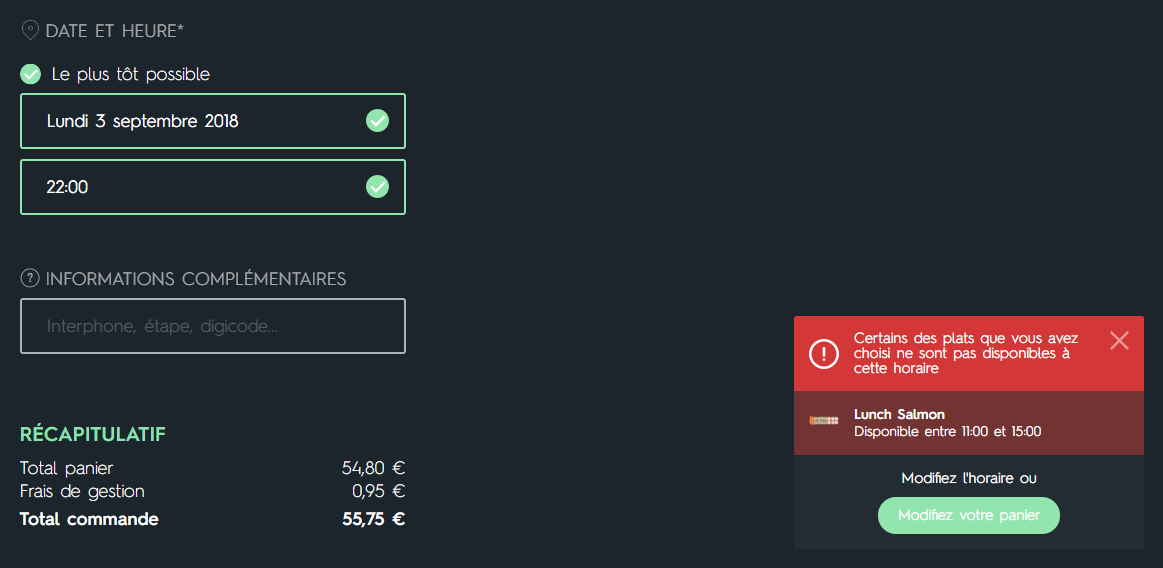 DATE ET HEURE*
Le plus tôt possible
Lundi 3 septembre 2018
22:00
? INFORMATIONS COMPLÉMENTAIRES
Interphone, étape, digicode...
RÉCAPITULATIF
Total panier 54,80 €
Frais de gestion 0,95 €
Total commande 55,75 €
! Certains des plats que vous avez
choisi ne sont pas disponibles à
cette horaire
Lunch Salmon
Disponible entre 11:00 et 15:00
Modifiez l'horaire ou
Modifiez votre panier